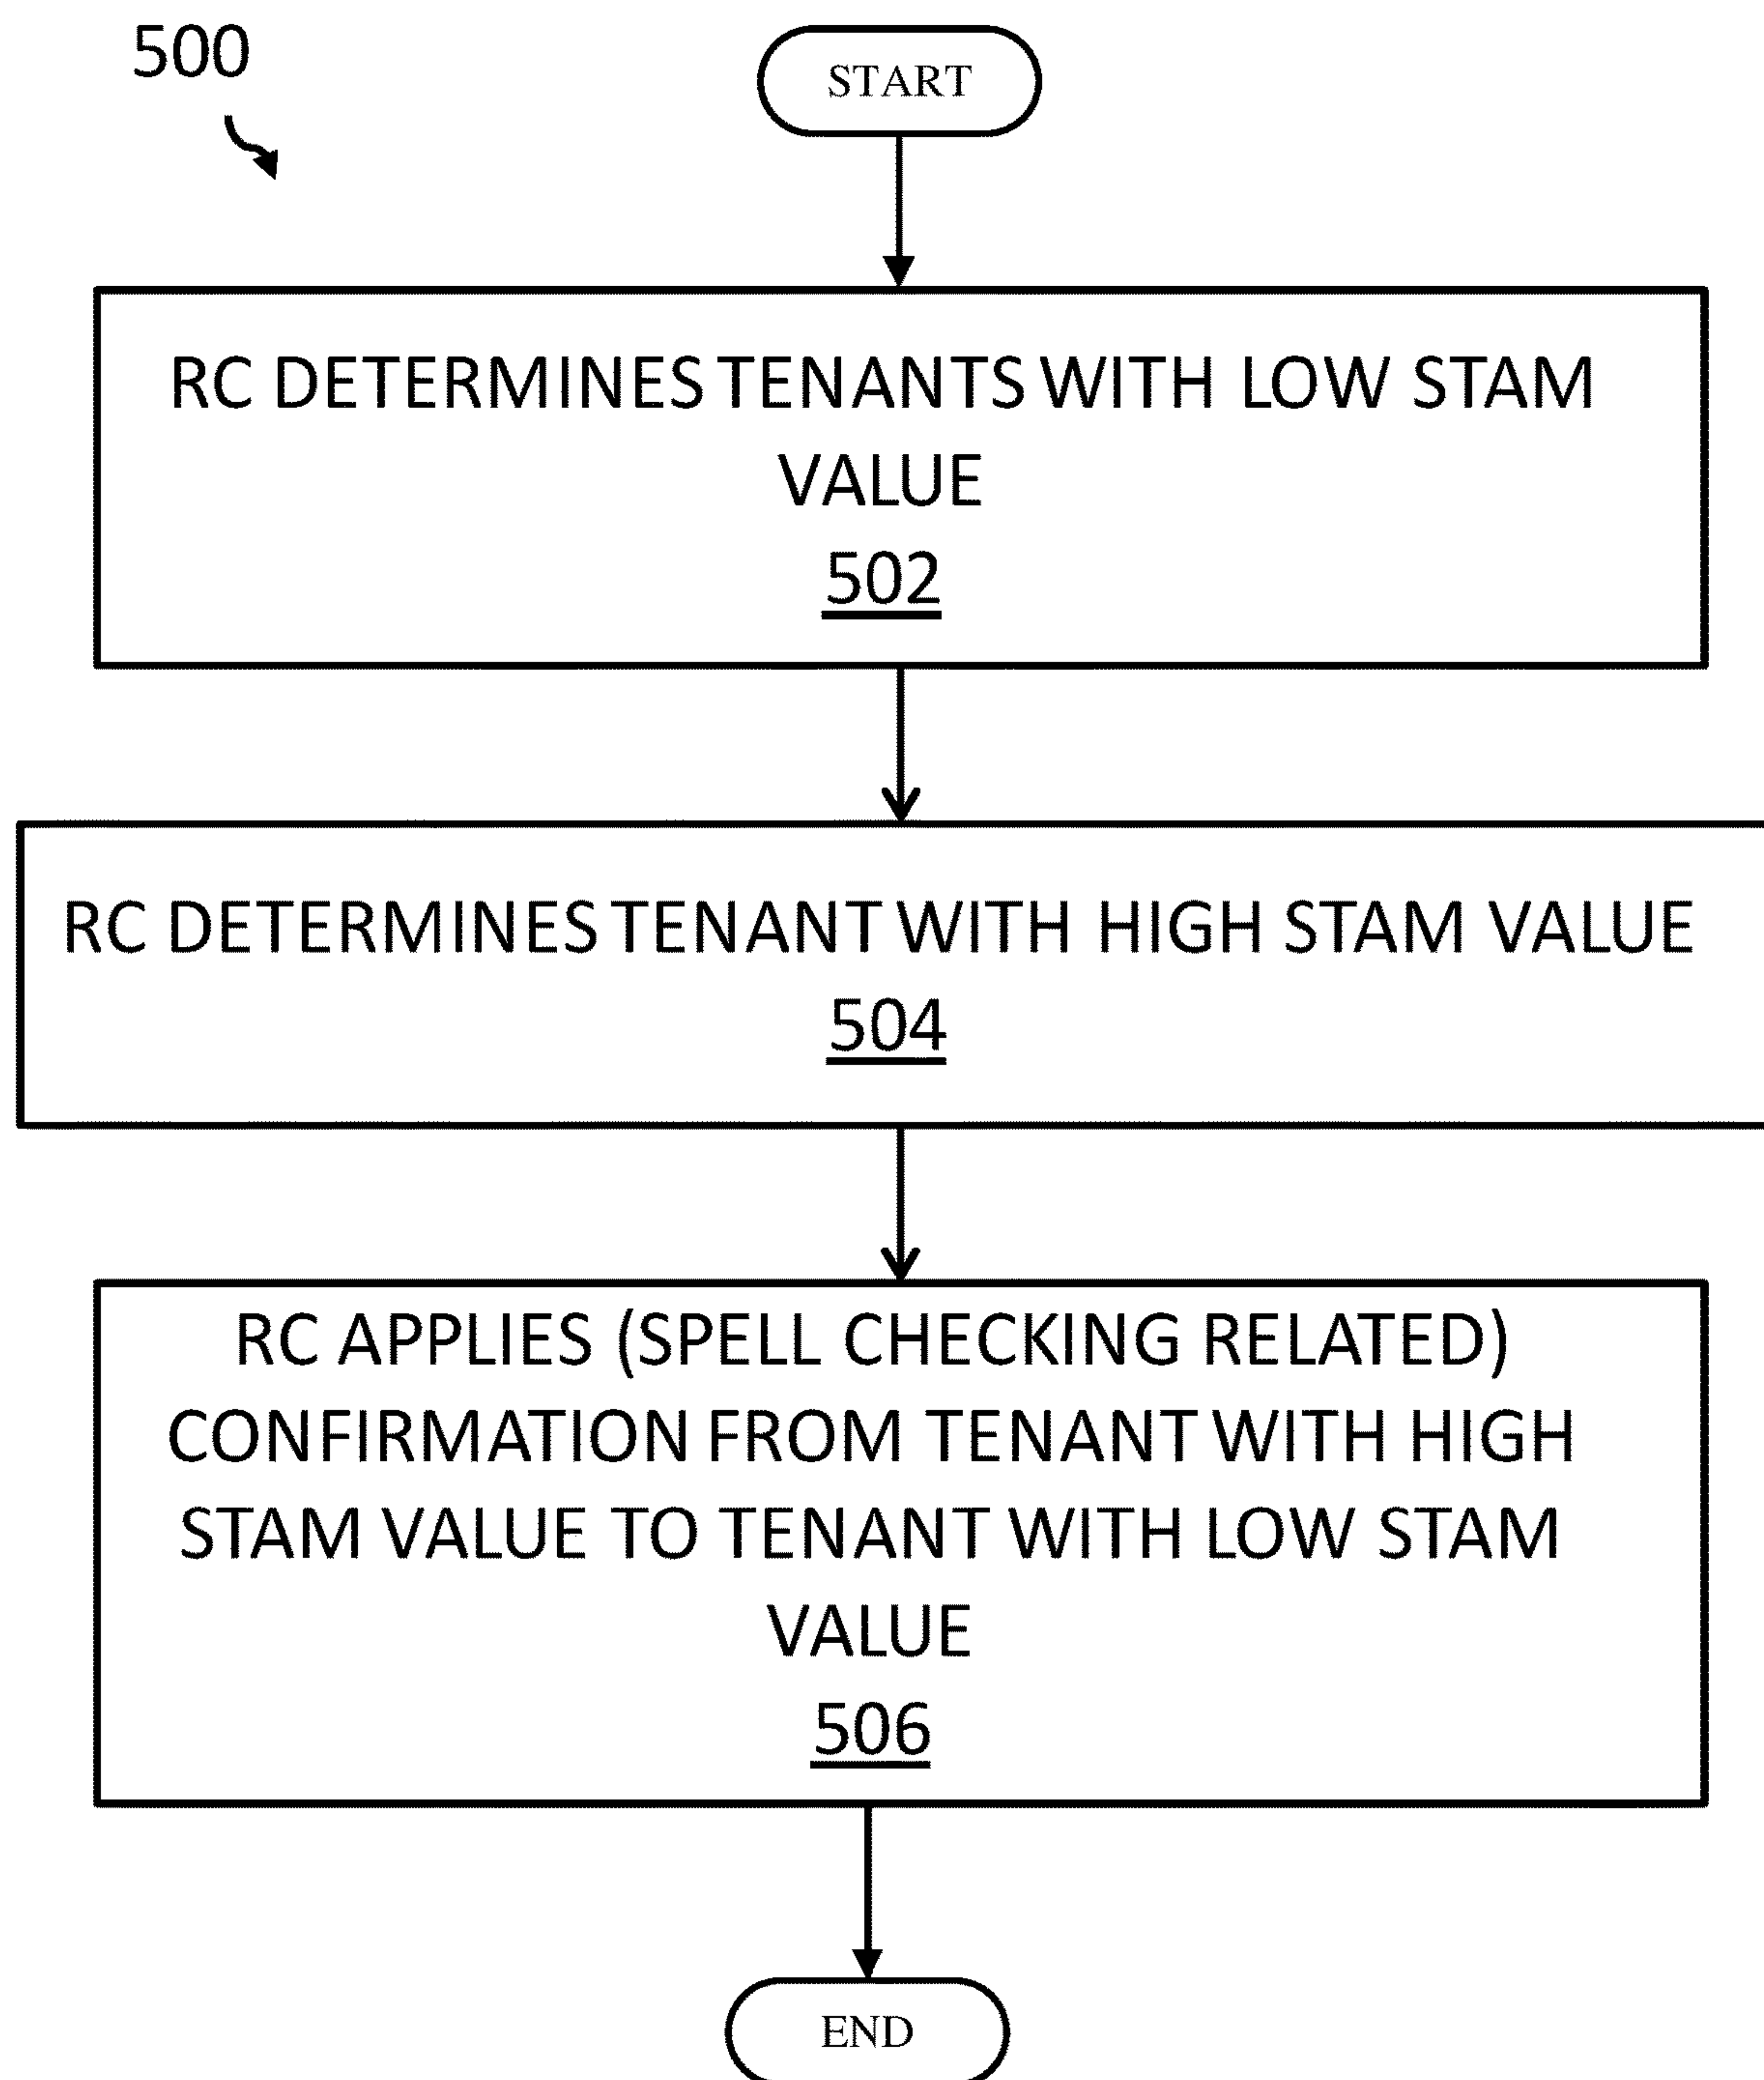 500
START
RC DETERMINES TENANTS WITH LOW STAM
VALUE
502
RC DETERMINES TENANT WITH HIGH STAM VALUE
504
RC APPLIES (SPELL CHECKING RELATED)
CONFIRMATION FROM TENANT WITH HIGH
STAM VALUE TO TENANT WITH LOW STAM
VALUE
506
END